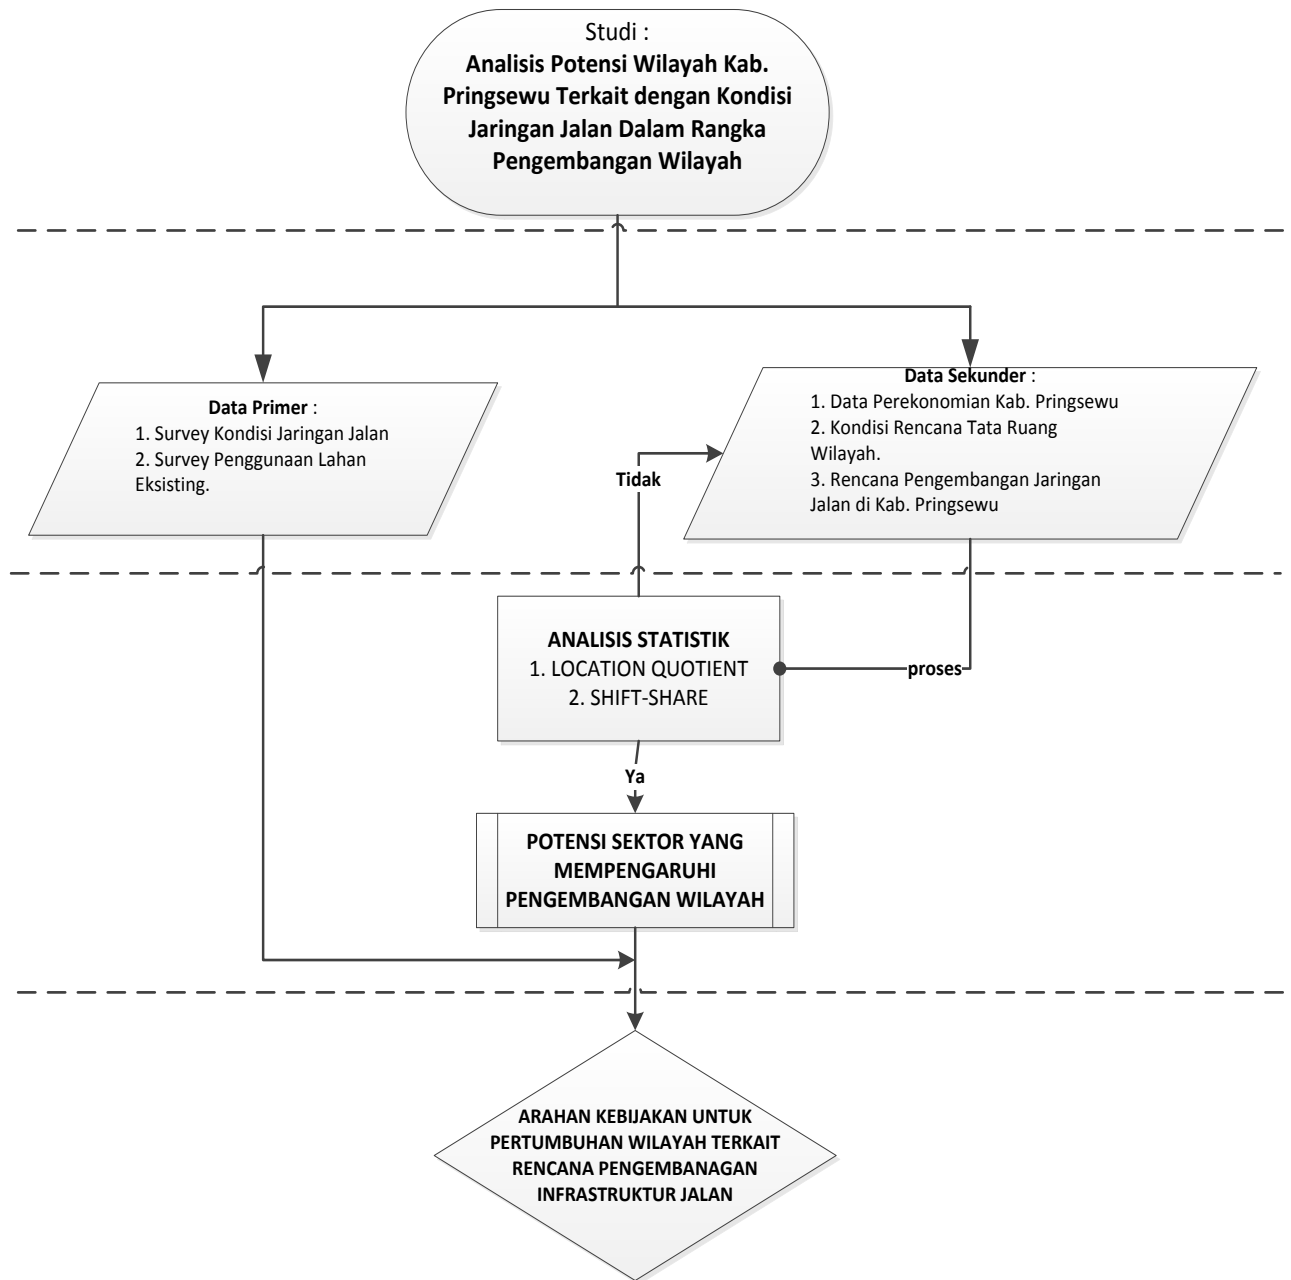 Studi :
Analisis Potensi Wilayah Kab.
Pringsewu Terkait dengan Kondisi
Jaringan Jalan Dalam Rangka
Pengembangan Wilayah
Data Primer :
1. Survey Kondisi Jaringan Jalan
2. Survey Penggunaan Lahan
Eksisting.
Data Sekunder :
1. Data Perekonomian Kab. Pringsewu
2. Kondisi Rencana Tata Ruang
Wilayah.
3. Rencana Pengembangan Jaringan
Jalan di Kab. Pringsewu
Tidak
ANALISIS STATISTIK
1. LOCATION QUOTIENT
2. SHIFT-SHARE
proses
Ya
POTENSI SEKTOR YANG
MEMPENGARUHI
PENGEMBANGAN WILAYAH
ARAHAN KEBIJAKAN UNTUK
PERTUMBUHAN WILAYAH TERKAIT
RENCANA PENGEMBANAGAN
INFRASTRUKTUR JALAN